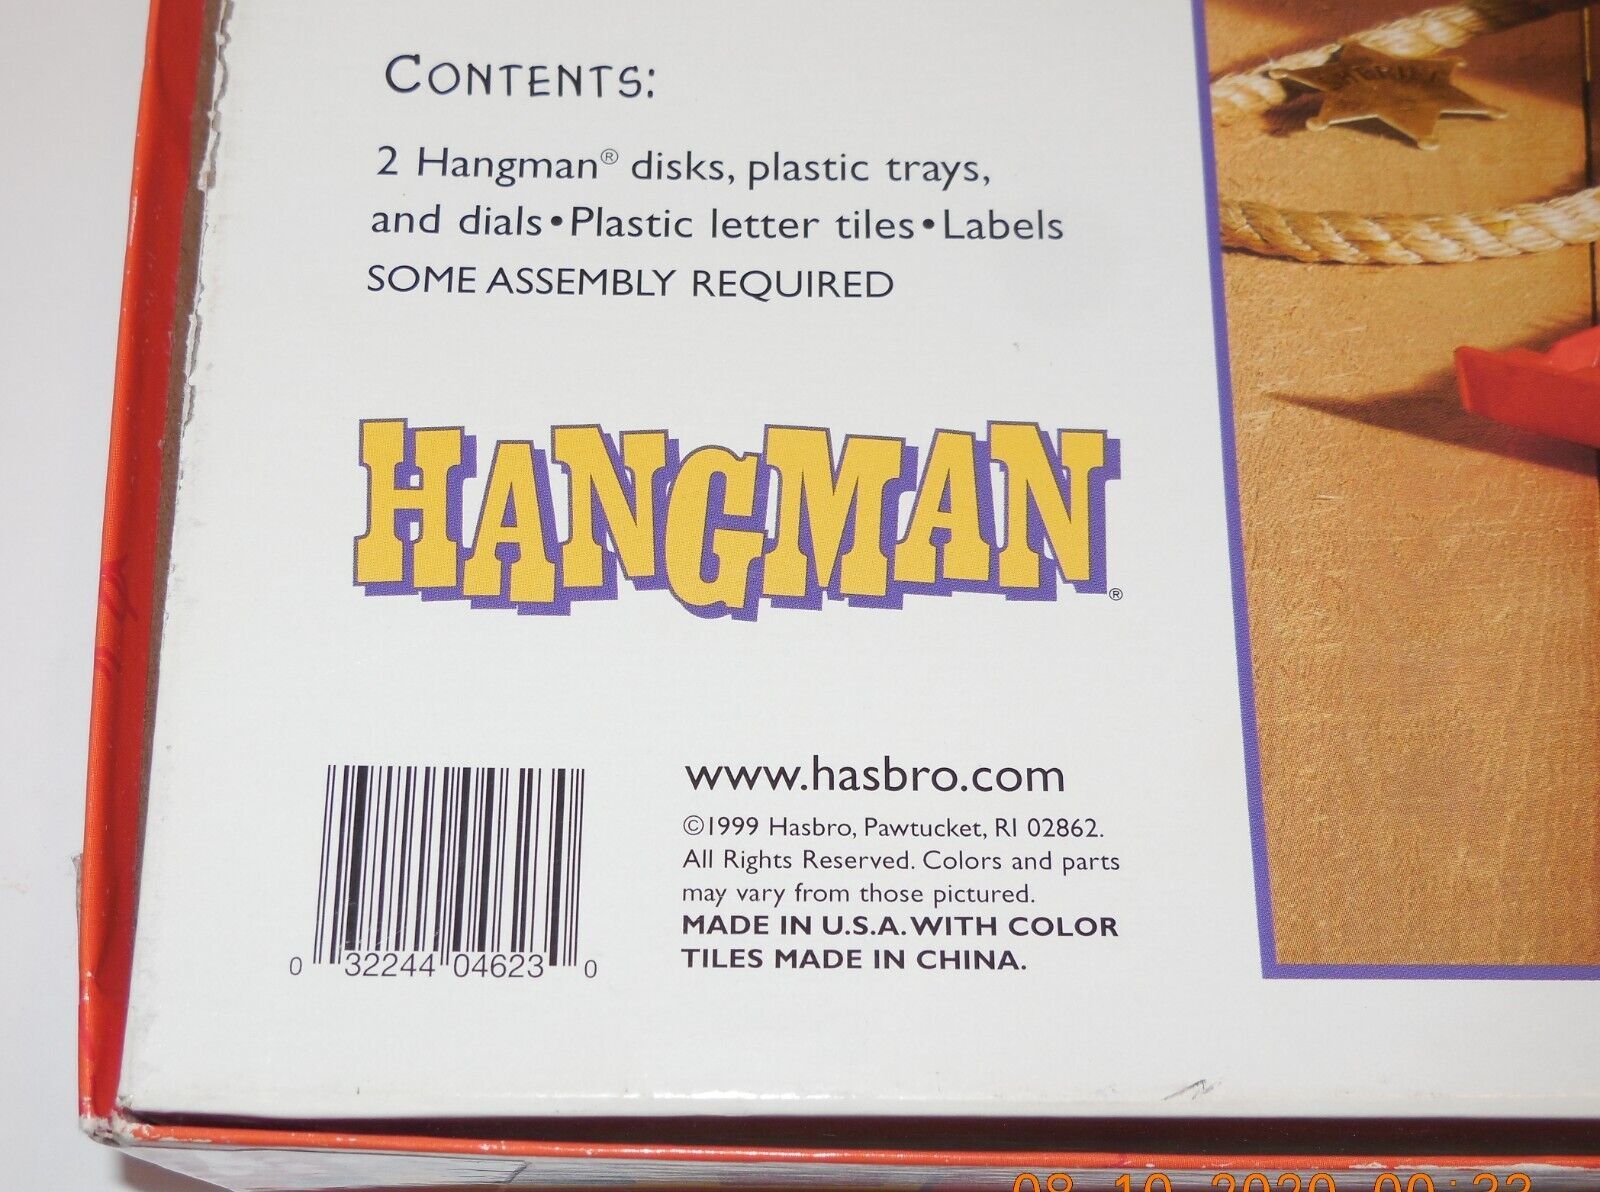 CONTENTS:
2 Hangman® disks, plastic trays,
and dials•Plastic letter tiles•Labels
SOME ASSEMBLY REQUIRED
HANGMAN®
www.hasbro.com
©1999 Hasbro, Pawtucket, RI 02862.
All Rights Reserved. Colors and parts
may vary from those pictured.
MADE IN U.S.A. WITH COLOR
TILES MADE IN CHINA.
0 32244 04623 0
SHERIFF